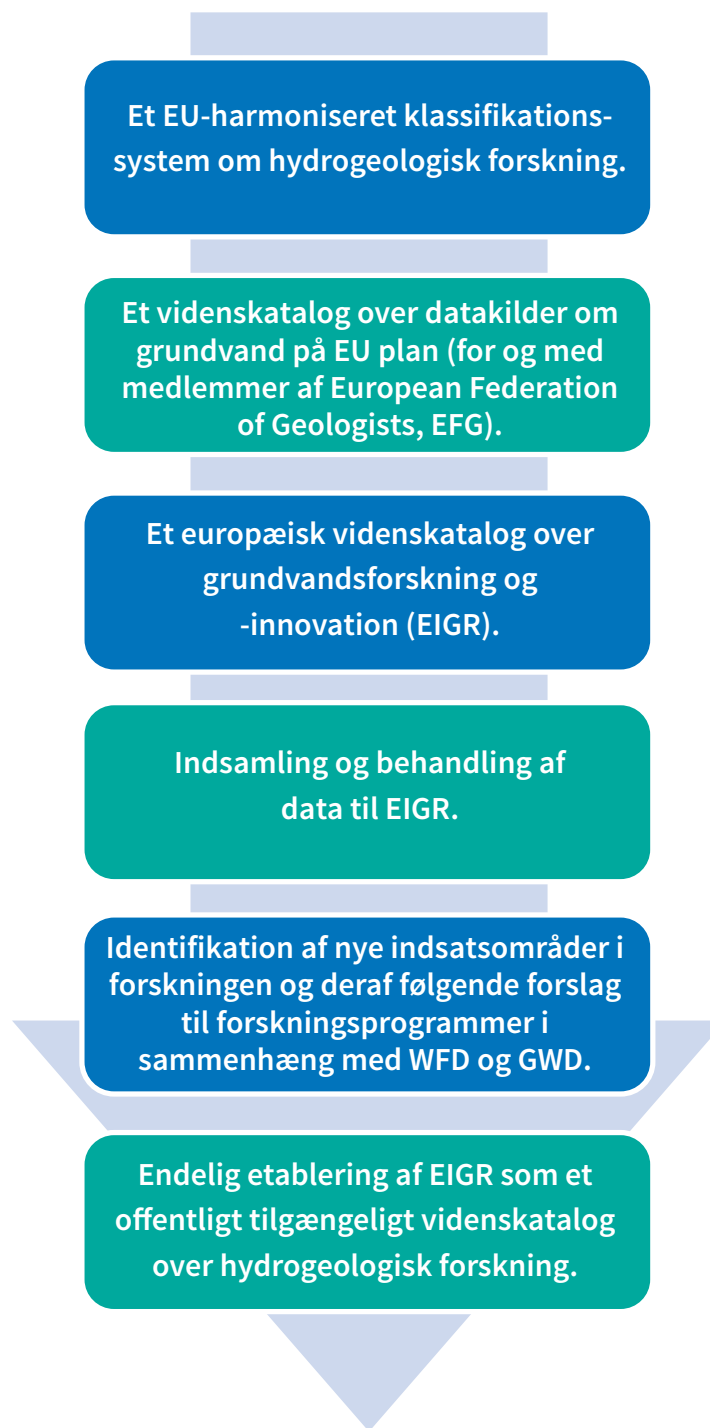 Et EU-harmoniseret klassifikations-
system om hydrogeologisk forskning.
Et videnskatalog over datakilder om
grundvand på EU plan (for og med
medlemmer af European Federation
of Geologists, EFG).
Et europæisk videnskatalog over
grundvandsforskning og
-innovation (EIGR).
Indsamling og behandling af
data til EIGR.
Identifikation af nye indsatsområder i
forskningen og deraf følgende forslag
til forskningsprogrammer i
sammenhæng med WFD og GWD.
Endelig etablering af EIGR som et
offentligt tilgængeligt videnskatalog
over hydrogeologisk forskning.